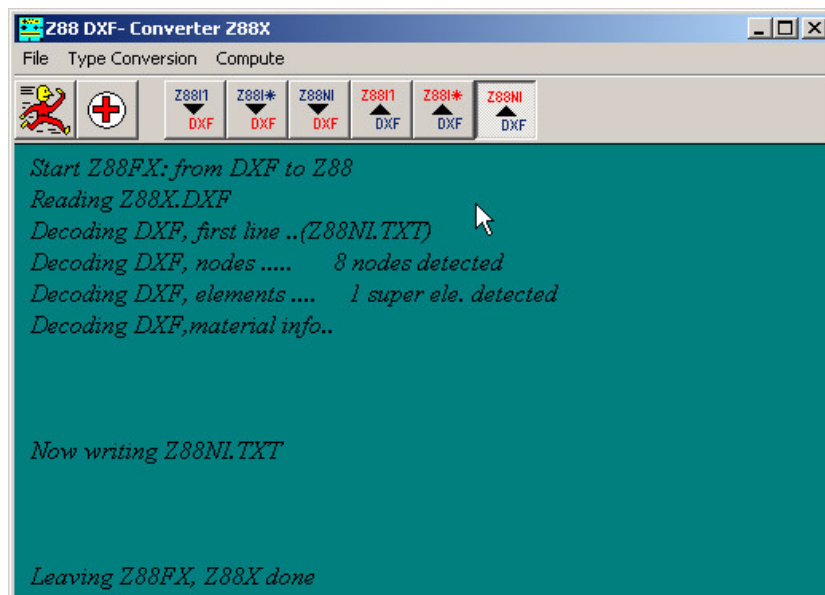 Z88 DXF- Converter Z88X
File Type Conversion Compute
Z88I1 Z88I* Z88NI Z88I1 Z88I* Z88NI
DXF DXF DXF DXF DXF DXF
Start Z88FX: from DXF to Z88
Reading Z88X.DXF
Decoding DXF, first line ..(Z88NI.TXT)
Decoding DXF, nodes ..... 8 nodes detected
Decoding DXF, elements .... 1 super ele. detected
Decoding DXF,material info..
Now writing Z88NI.TXT
Leaving Z88FX, Z88X done